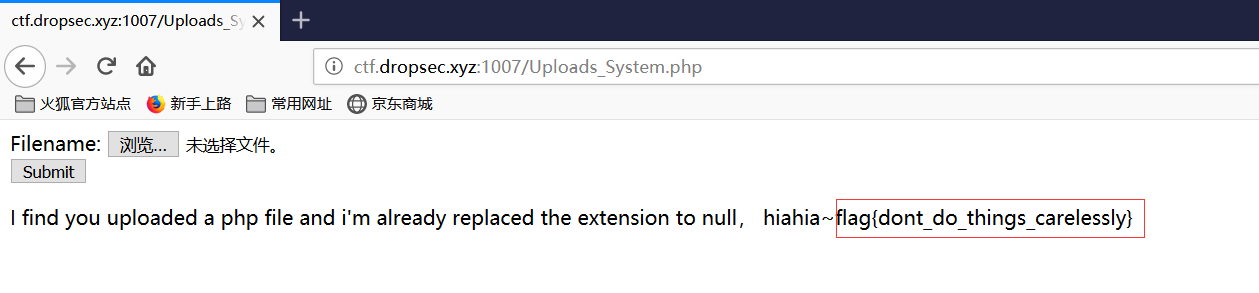 ctf.dropsec.xyz:1007/Uploads_Sy
ctf.dropsec.xyz:1007/Uploads_System.php
火狐官方站点 新手上路 常用网址 京东商城
Filename: 浏览... 未选择文件。
Submit
I find you uploaded a php file and i'm already replaced the extension to null， hiahia~flag{dont_do_things_carelessly}